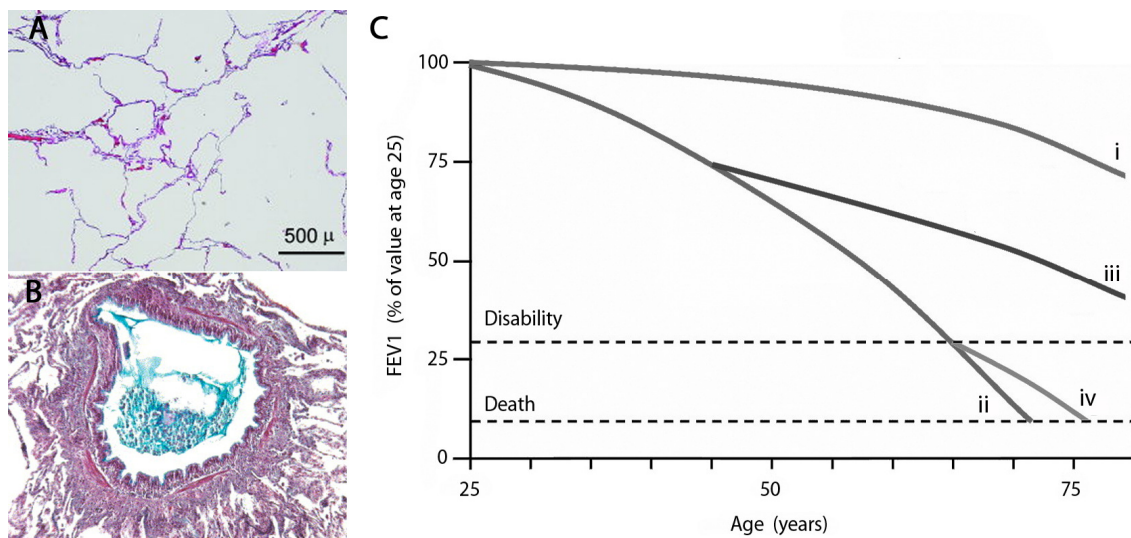 A
500 μ
B
C
FEV1 (% of value at age 25)
100
75
50
25
0
Disability
Death
i
iii
ii
iv
25
50
75
Age (years)